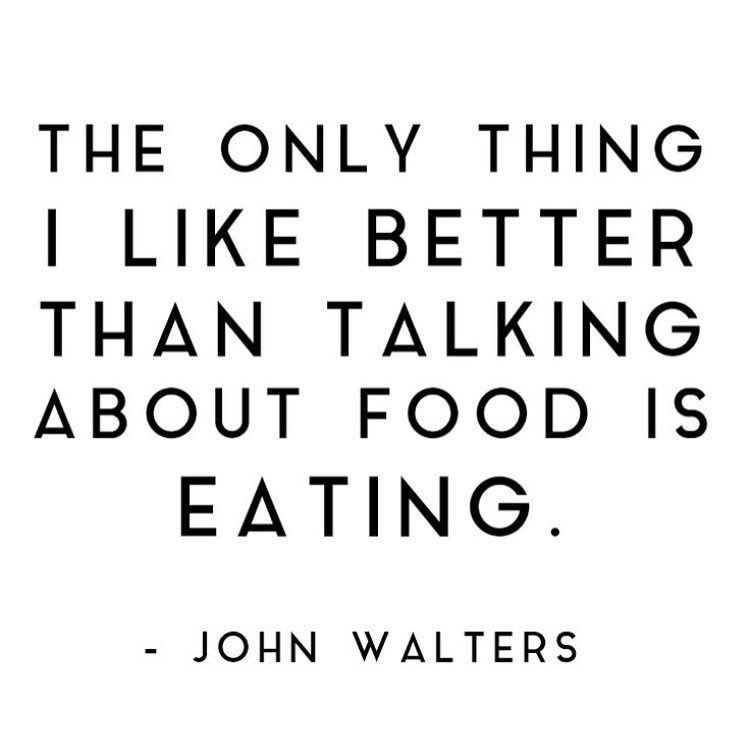 THE ONLY THING
I LIKE BETTER
THAN TALKING
ABOUT FOOD IS
EATING.
- JOHN WALTERS